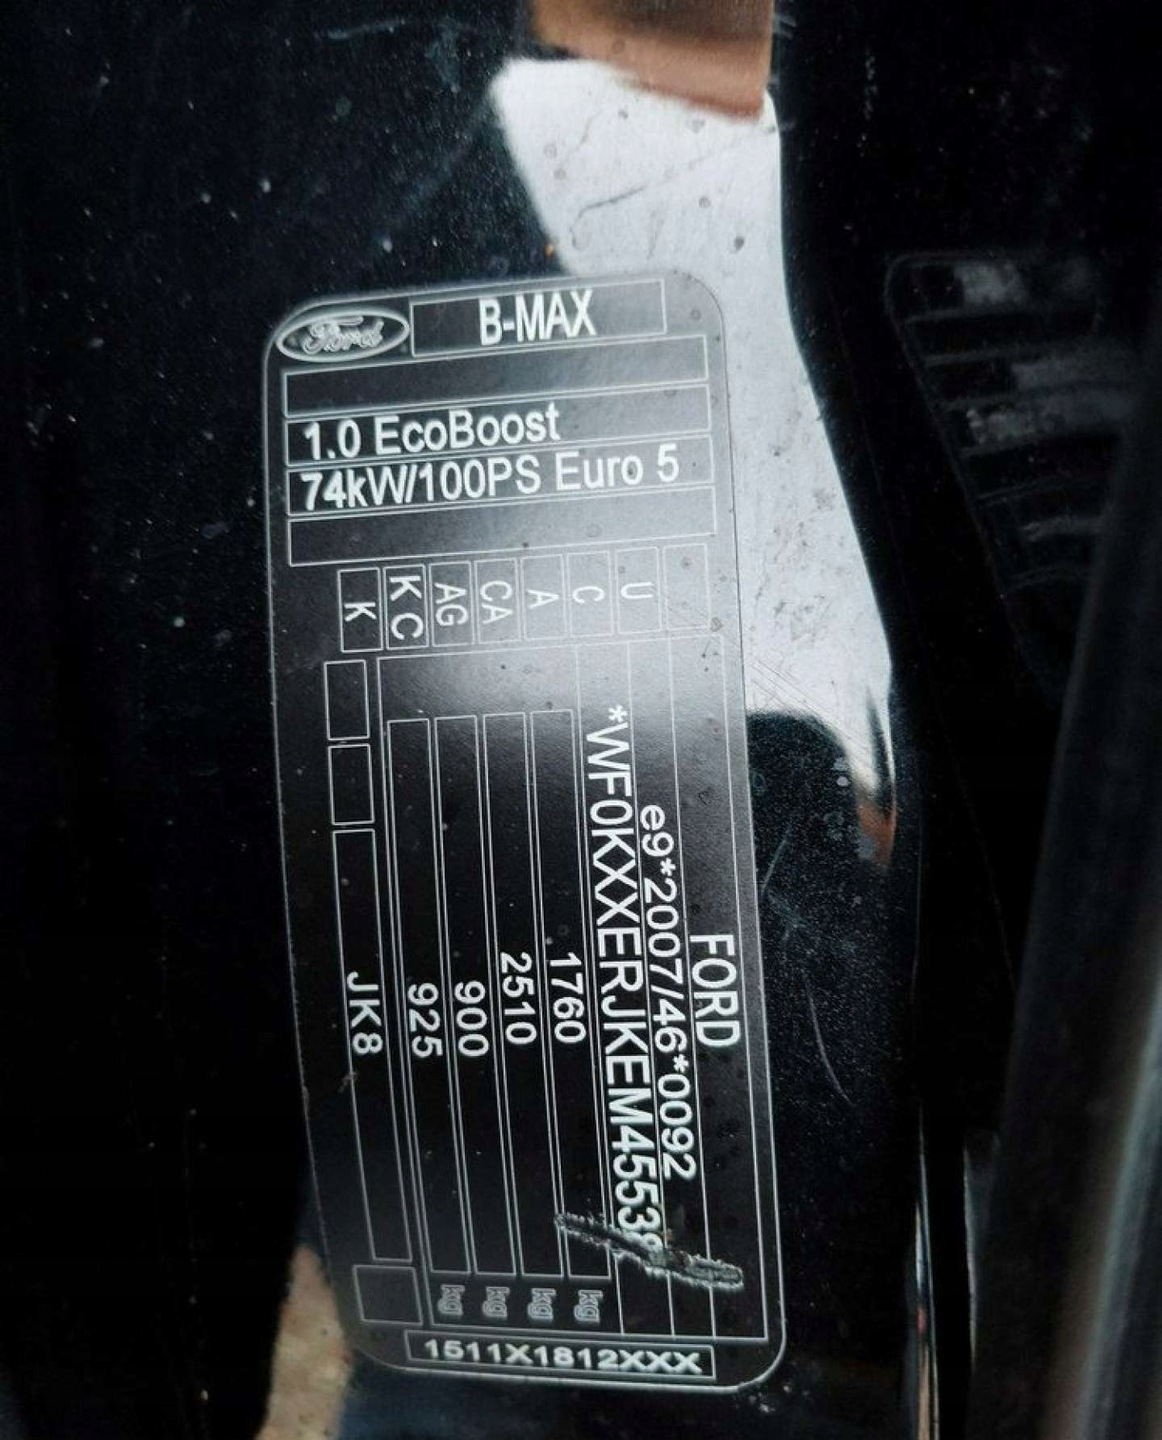 Ford
B-MAX
1.0 EcoBoost
74kW/100PS Euro 5
FORD
e9*2007/46*0092
U
C
A 1760 kg
CA 2510 kg
AG 900 kg
KC 925 kg
K JK8
1511X1812XXX